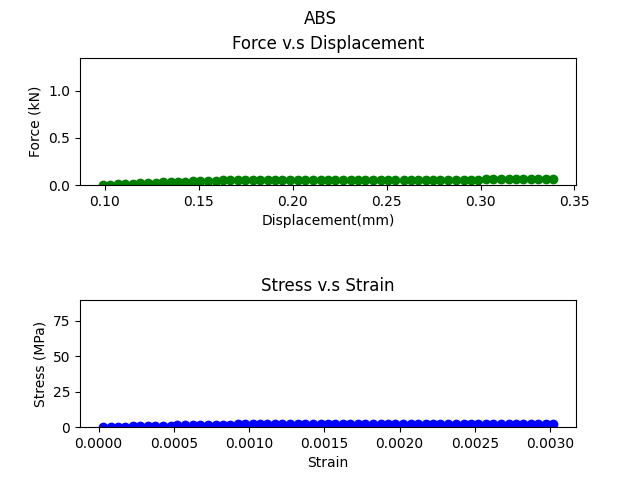 ABS
Force v.s Displacement
Force (kN)
1.0
0.5
0.0
0.10 0.15 0.20 0.25 0.30 0.35
Displacement(mm)
Stress v.s Strain
Stress (MPa)
75
50
25
0
0.0000 0.0005 0.0010 0.0015 0.0020 0.0025 0.0030
Strain